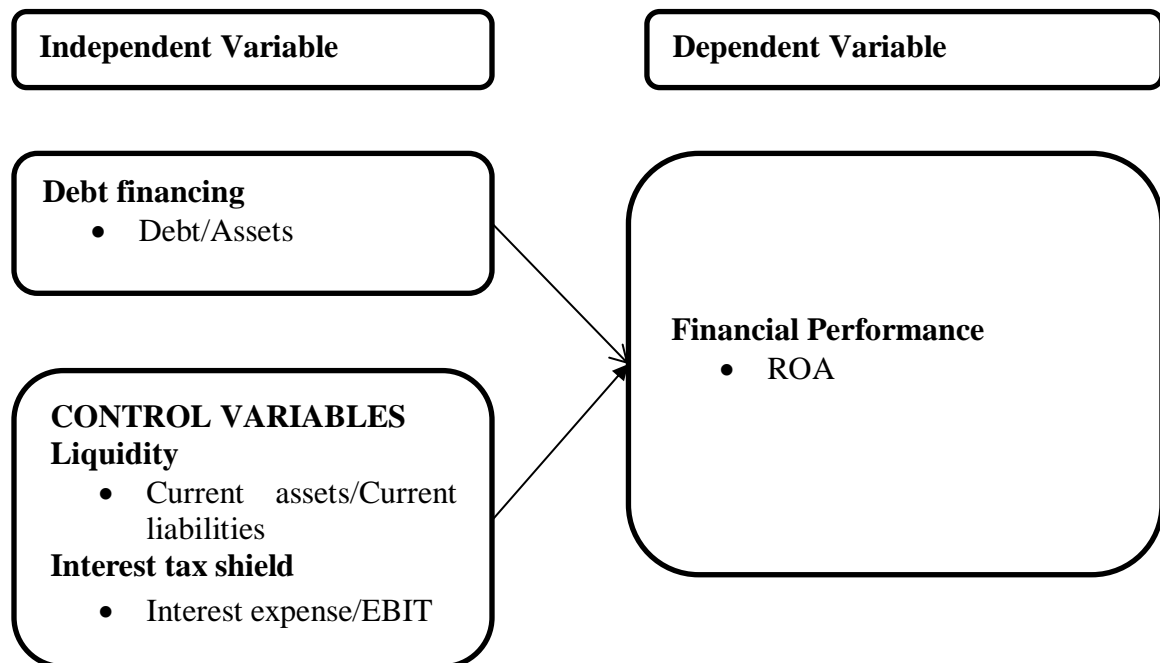 Independent Variable
Dependent Variable
Debt financing
• Debt/Assets
CONTROL VARIABLES
Liquidity
• Current assets/Current
liabilities
Interest tax shield
• Interest expense/EBIT
Financial Performance
• ROA